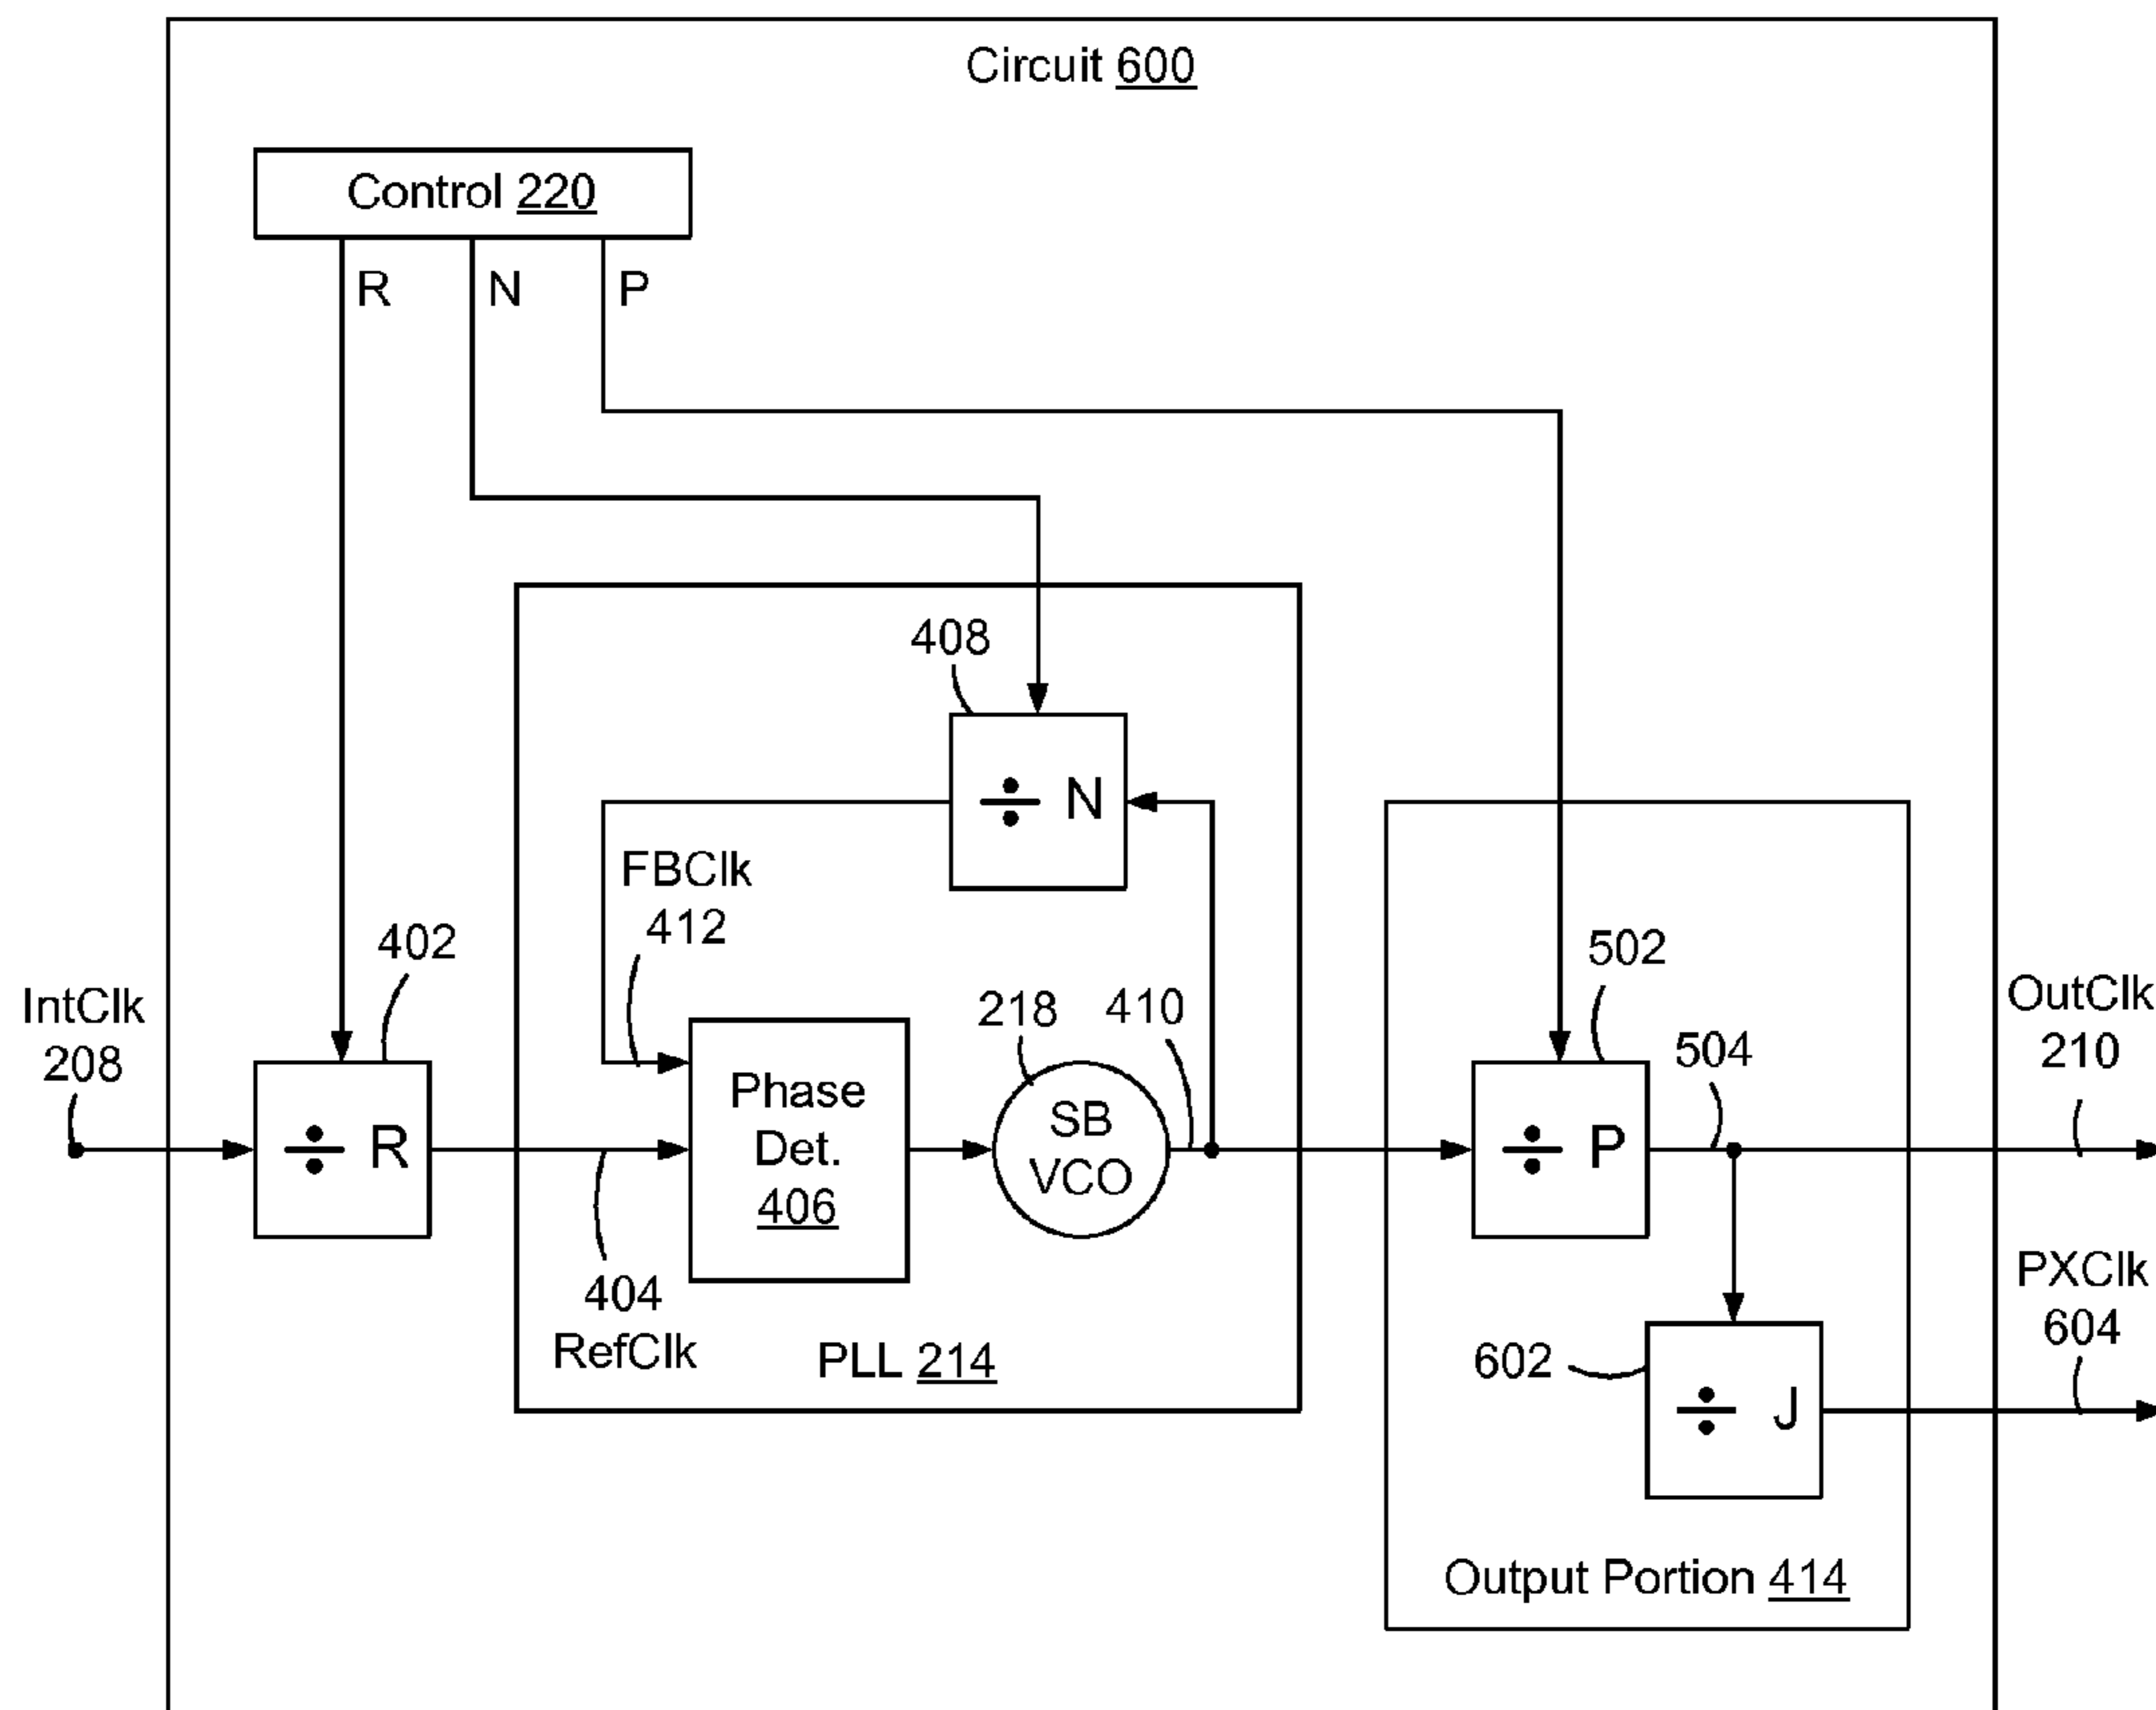 Circuit 600
Control 220
R
N
P
408
÷ N
FBClk
412
402
IntClk
208
÷ R
404
RefClk
Phase
Det.
406
218
SB
VCO
410
PLL 214
502
÷ P
504
OutClk
210
602
÷ J
PXClk
604
Output Portion 414